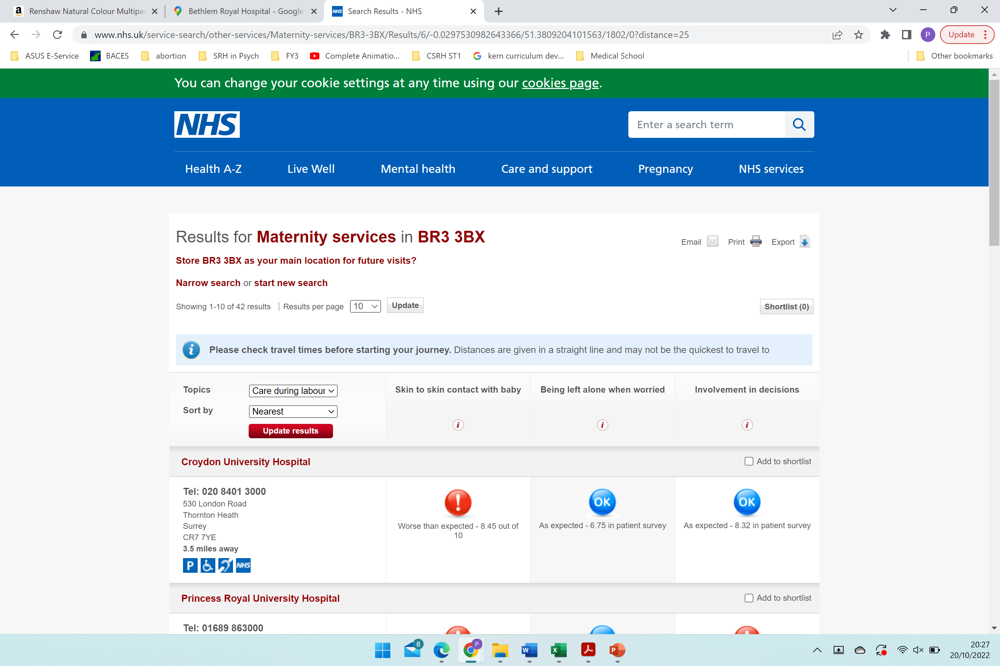 Renshaw Natural Colour Multipac
Bethlem Royal Hospital - Google
Search Results - NHS
www.nhs.uk/service-search/other-services/Maternity-services/BR3-3BX/Results/6/-0.0297530982643366/51.3809204101563/1802/0?distance=25
P
Update
ASUS E-Service
BACES
abortion
SRH in Psych
FY3
Complete Animatio...
CSRH ST1
kern curriculum dev...
Medical School
Other bookmarks
You can change your cookie settings at any time using our cookies page.
NHS
Enter a search term
Health A-Z
Live Well
Mental health
Care and support
Pregnancy
NHS services
Results for Maternity services in BR3 3BX
Email
Print
Export
Store BR3 3BX as your main location for future visits?
Narrow search or start new search
Showing 1-10 of 42 results
Results per page
10
Update
Shortlist (0)
Please check travel times before starting your journey. Distances are given in a straight line and may not be the quickest to travel to
Topics
Care during labour
Sort by
Nearest
Update results
Skin to skin contact with baby
Being left alone when worried
Involvement in decisions
Croydon University Hospital
Add to shortlist
Tel: 020 8401 3000
530 London Road
Thornton Heath
Surrey
CR7 7YE
3.5 miles away
P
NHS
Worse than expected - 8.45 out of
10
OK
As expected - 6.75 in patient survey
OK
As expected - 8.32 in patient survey
Princess Royal University Hospital
Add to shortlist
Tel: 01689 863000
8
P
20:27
20/10/2022